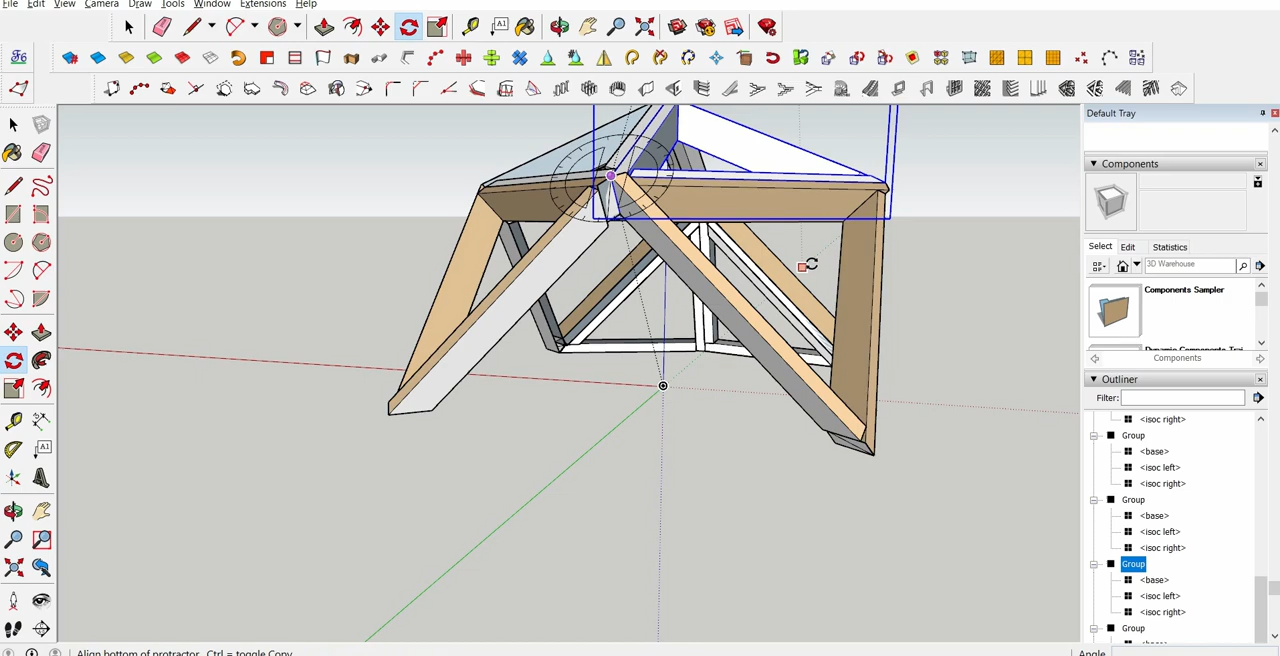 File Edit View Camera Draw Tools Window Extensions Help
A1
Default Tray
Components
Select Edit Statistics
3D Warehouse
Components Sampler
Components
Outliner
Filter:
<isoc right>
Group
<base>
<isoc left>
<isoc right>
Group
<base>
<isoc left>
<isoc right>
Group
<base>
<isoc left>
<isoc right>
Group
A1
Align bottom of protractor. Ctrl = toggle Copy.
Angle